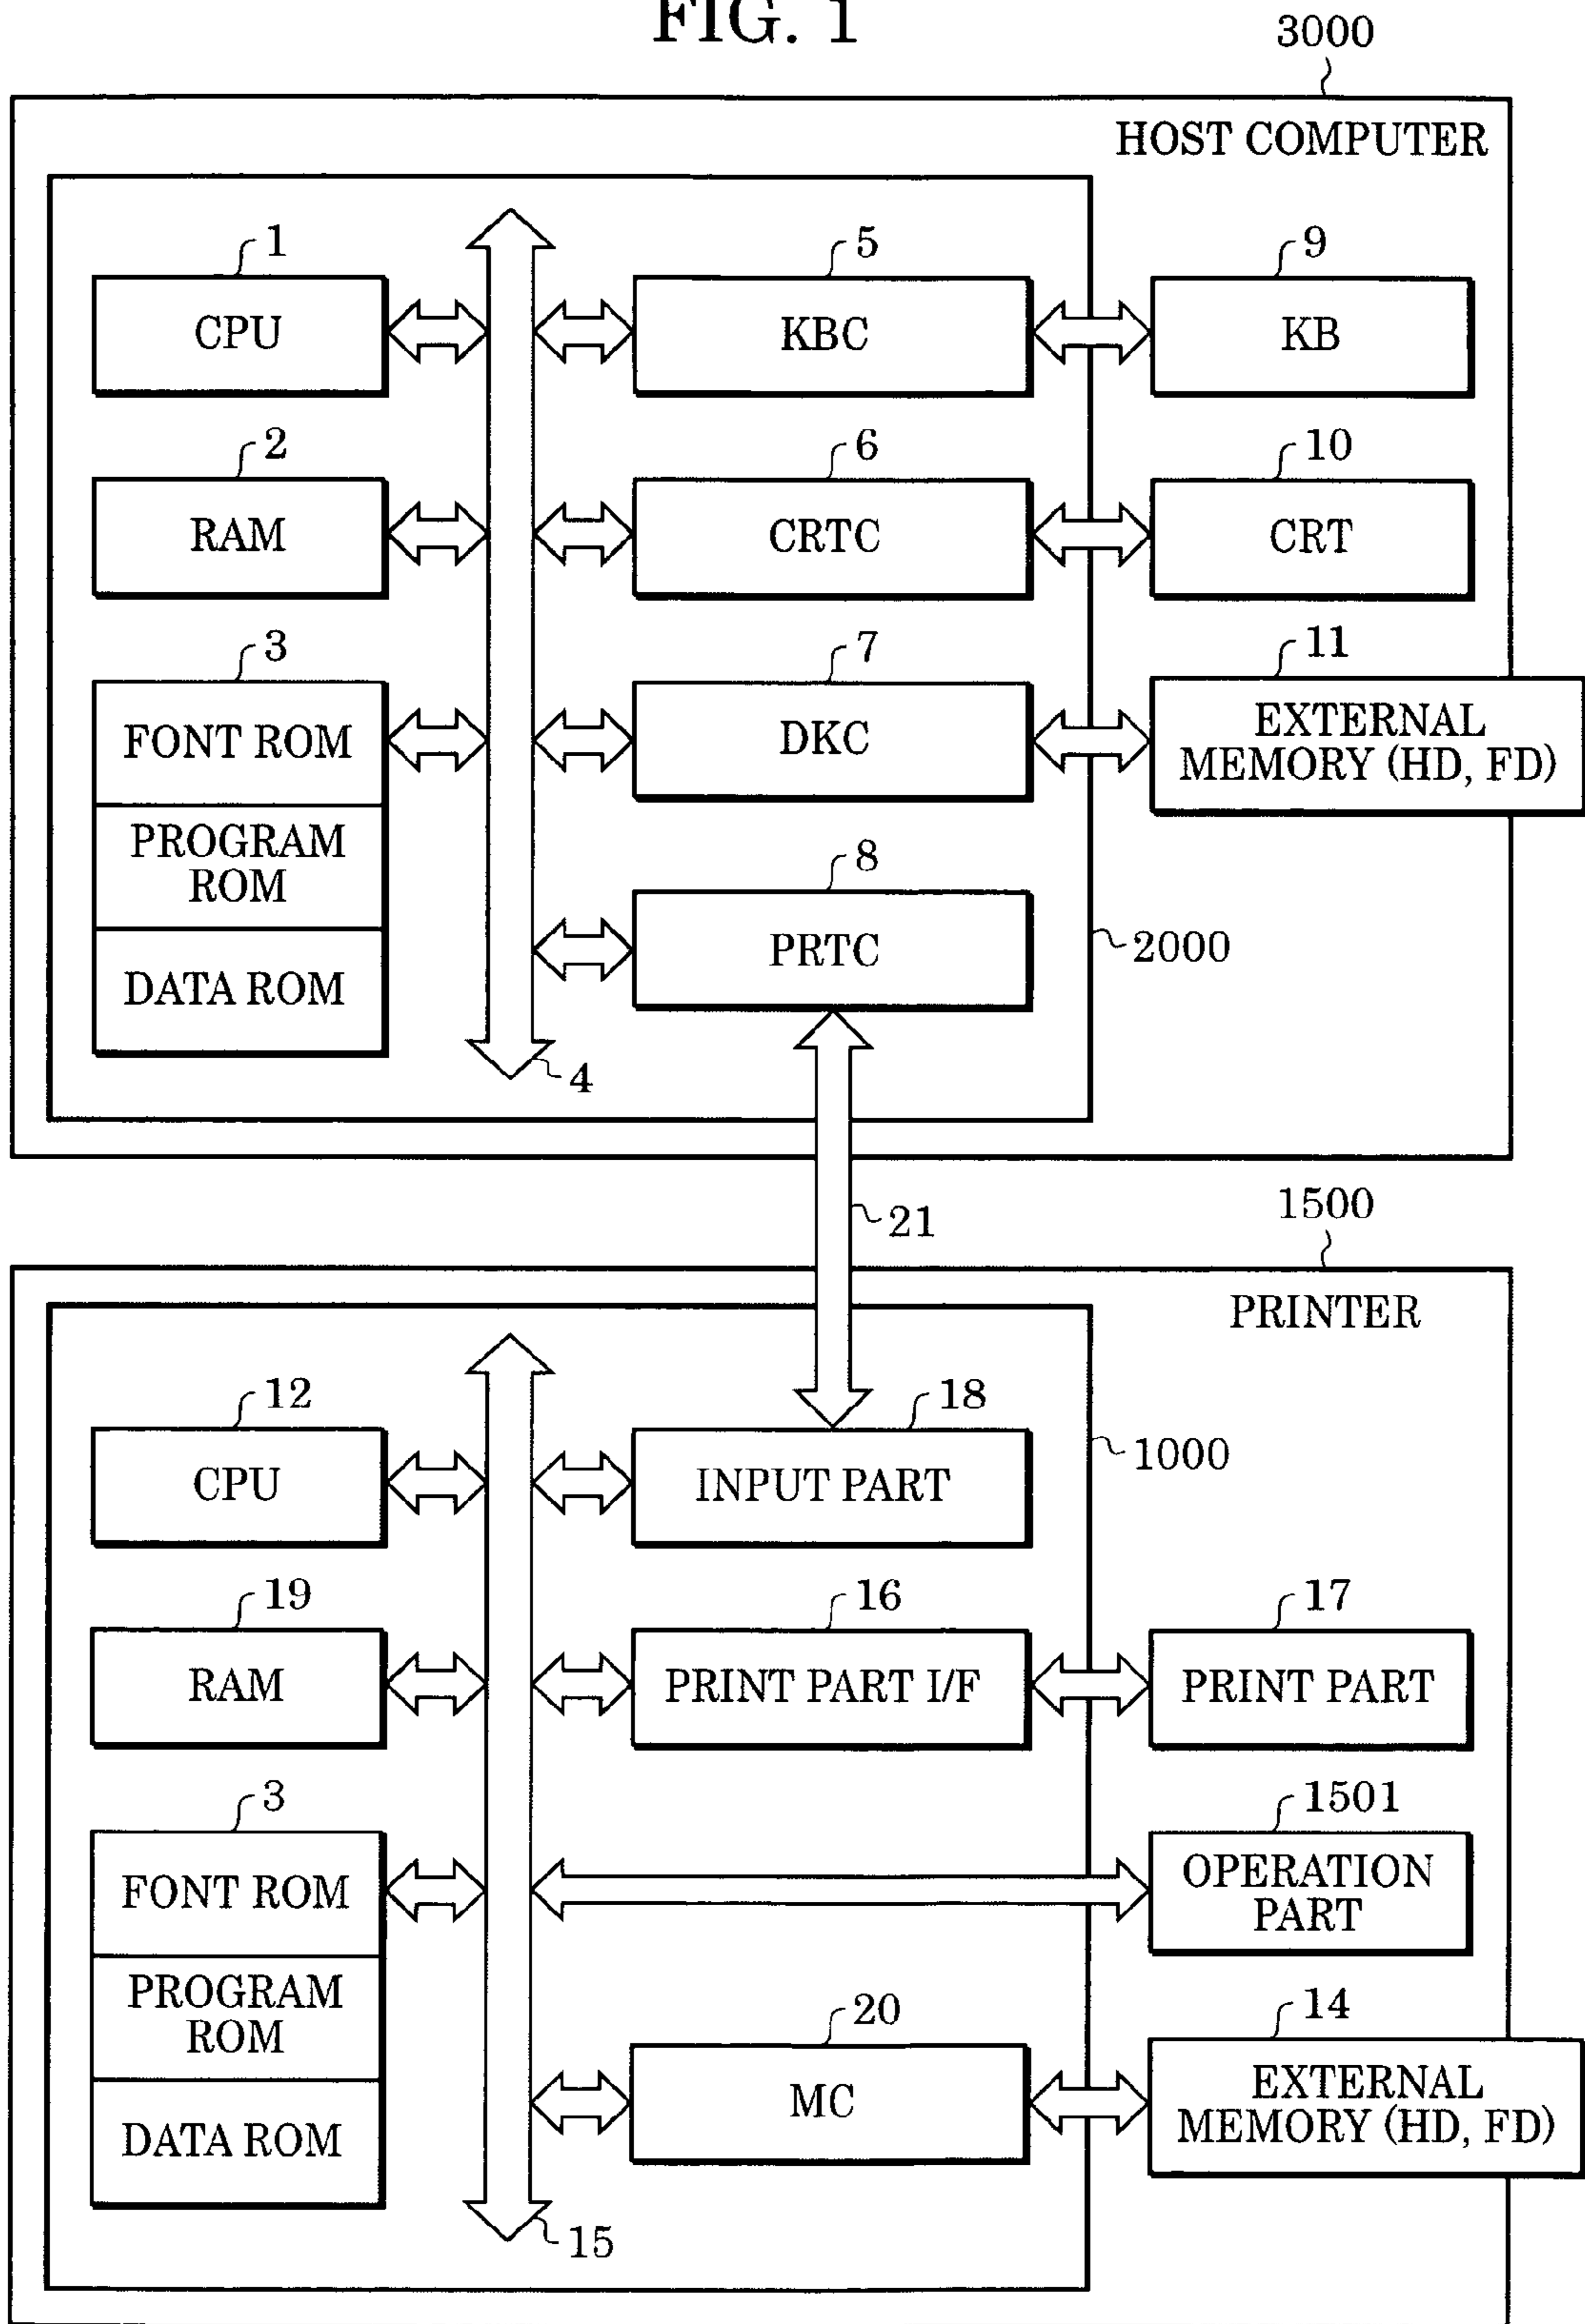 FIG. 1
3000
HOST COMPUTER
1
5
9
CPU
KBC
KB
2
6
10
RAM
CRTC
CRT
3
7
11
FONT ROM
DKC
EXTERNAL
MEMORY (HD, FD)
PROGRAM
ROM
8
DATA ROM
PRTC
2000
4
21
1500
PRINTER
12
18
1000
CPU
INPUT PART
19
16
17
RAM
PRINT PART I/F
PRINT PART
3
1501
FONT ROM
OPERATION
PART
PROGRAM
ROM
20
14
DATA ROM
MC
EXTERNAL
MEMORY (HD, FD)
15